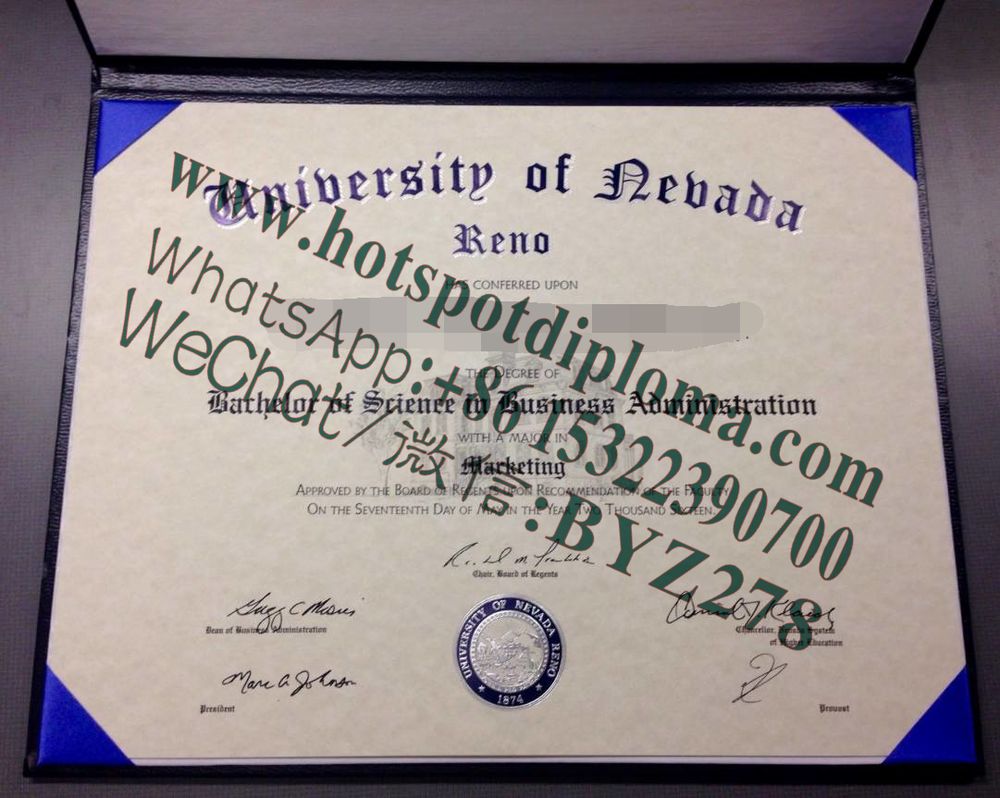 University of Nevada
Reno
HAS CONFERRED UPON
THE DEGREE OF
Bachelor of Science in Business Administration
WITH A MAJOR IN
Marketing
APPROVED BY THE BOARD OF REGENTS UPON RECOMMENDATION OF THE FACULTY
ON THE SEVENTEENTH DAY OF MAY IN THE YEAR TWO THOUSAND SIXTEEN.
www.hotspotdiploma.com
WhatsApp:+86 15322390700
WeChat/微信:BYZ278
Chair, Board of Regents
Dean of Business Administration
Chancellor, Nevada System
of Higher Education
Marc A. Johnson
President
Provost
UNIVERSITY OF NEVADA RENO
1874